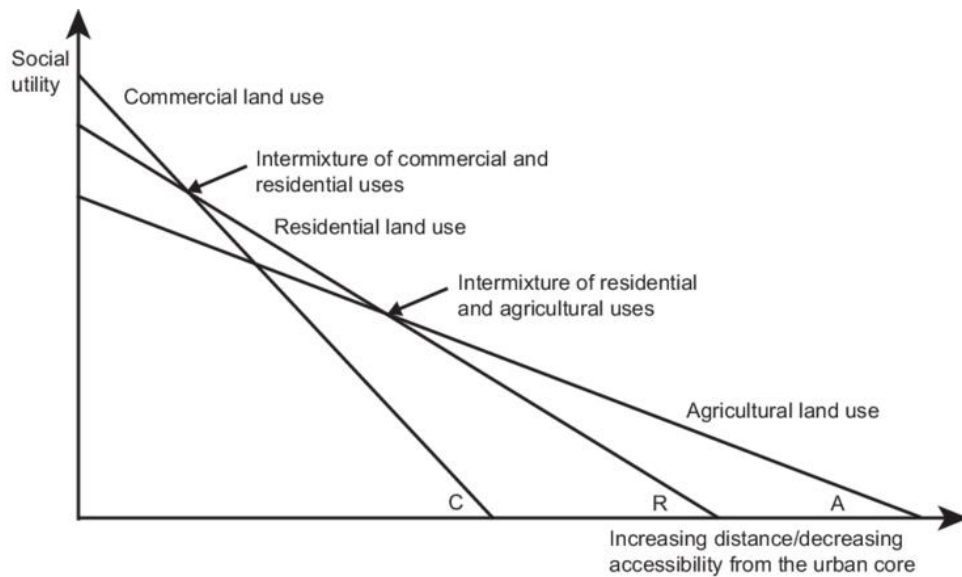 Social
utility
Commercial land use
Intermixture of commercial and
residential uses
Residential land use
Intermixture of residential
and agricultural uses
Agricultural land use
C
R
A
Increasing distance/decreasing
accessibility from the urban core